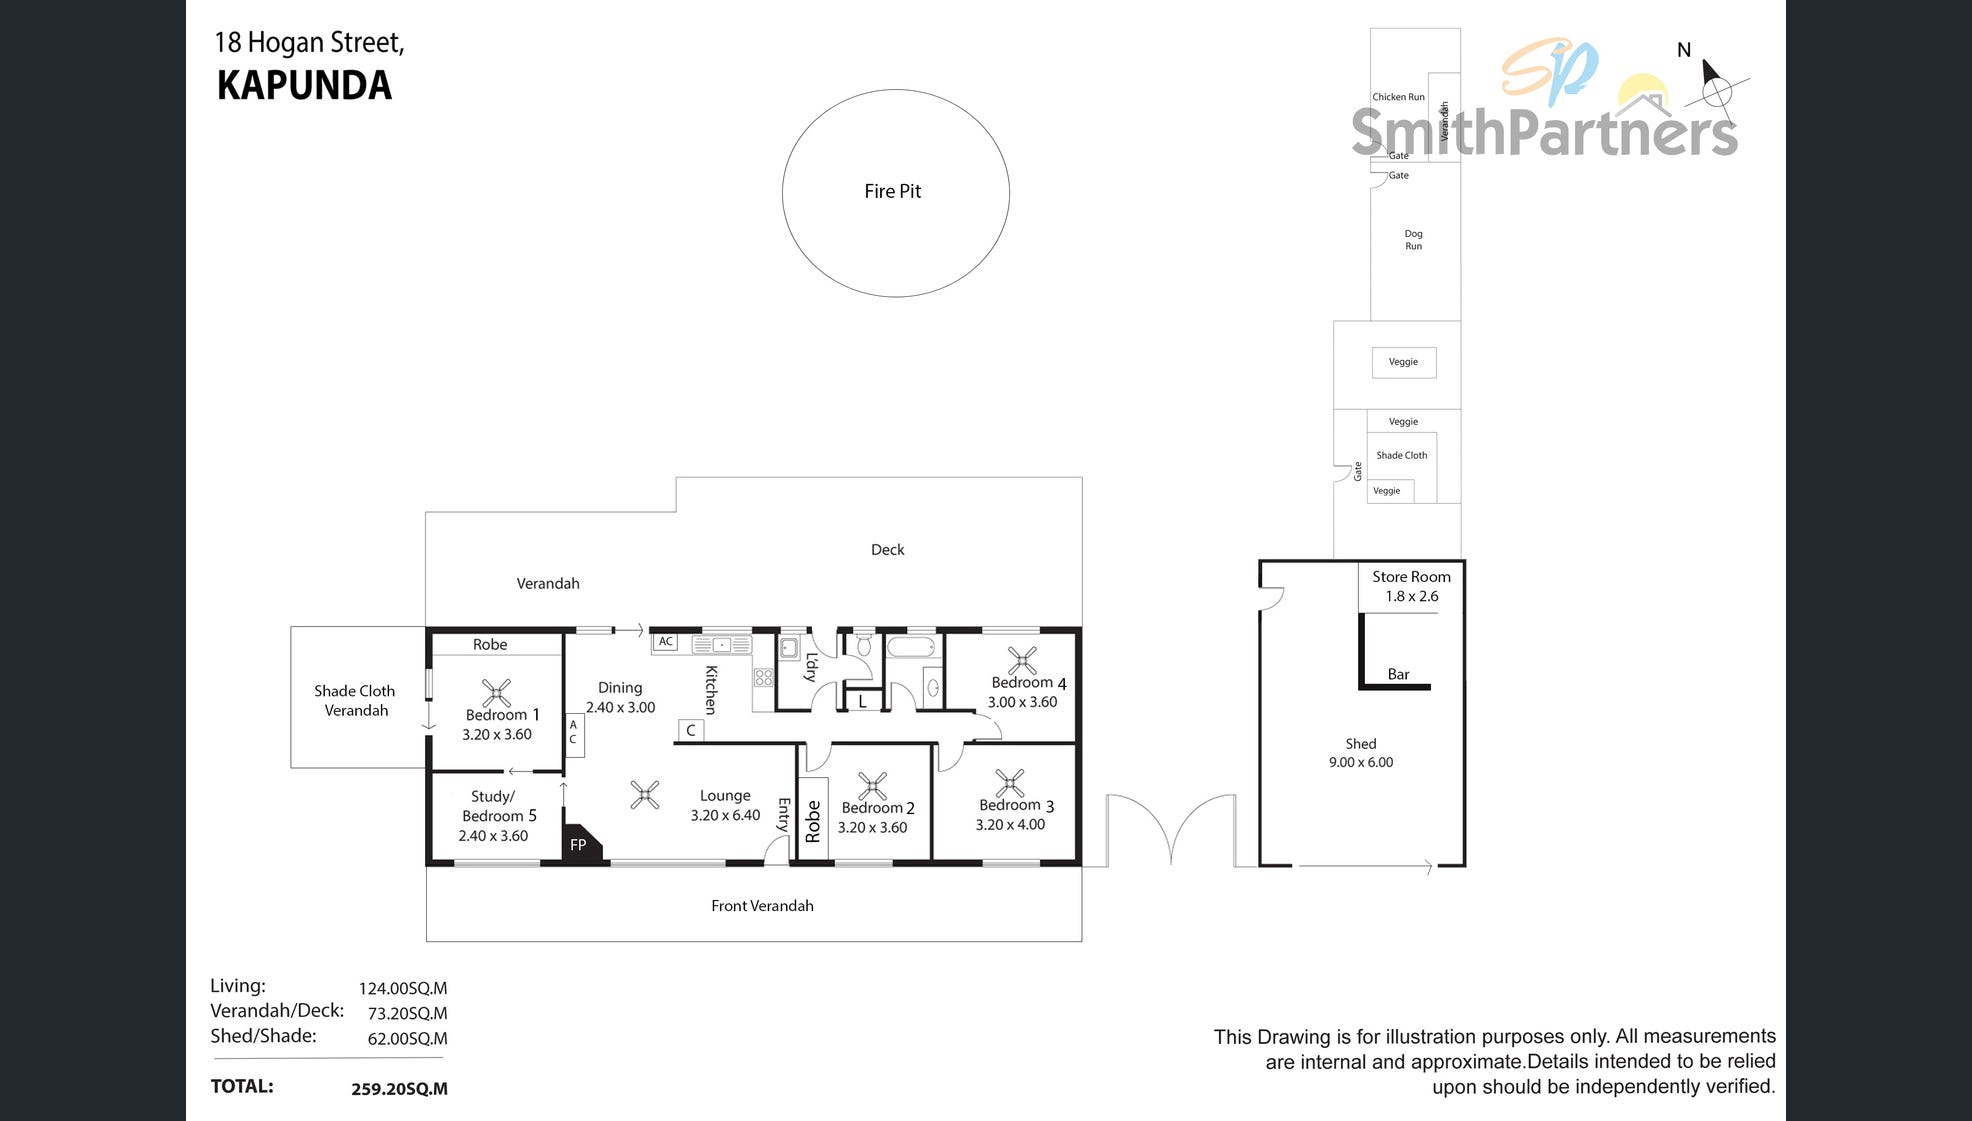 18 Hogan Street,
KAPUNDA
N
SmithPartners
Chicken Run
Verandah
Gate
Gate
Dog
Run
Fire Pit
Veggie
Veggie
Shade Cloth
Gate
Veggie
Deck
Verandah
Store Room
1.8 x 2.6
Bar
Shed
9.00 x 6.00
Shade Cloth
Verandah
Robe
Bedroom 1
3.20 x 3.60
Dining
2.40 x 3.00
AC
A
C
Kitchen
C
L'dry
L
Bedroom 4
3.00 x 3.60
Study/
Bedroom 5
2.40 x 3.60
FP
Lounge
3.20 x 6.40
Entry
Robe
Bedroom 2
3.20 x 3.60
Bedroom 3
3.20 x 4.00
Front Verandah
Living: 124.00SQ.M
Verandah/Deck: 73.20SQ.M
Shed/Shade: 62.00SQ.M
TOTAL: 259.20SQ.M
This Drawing is for illustration purposes only. All measurements
are internal and approximate.Details intended to be relied
upon should be independently verified.